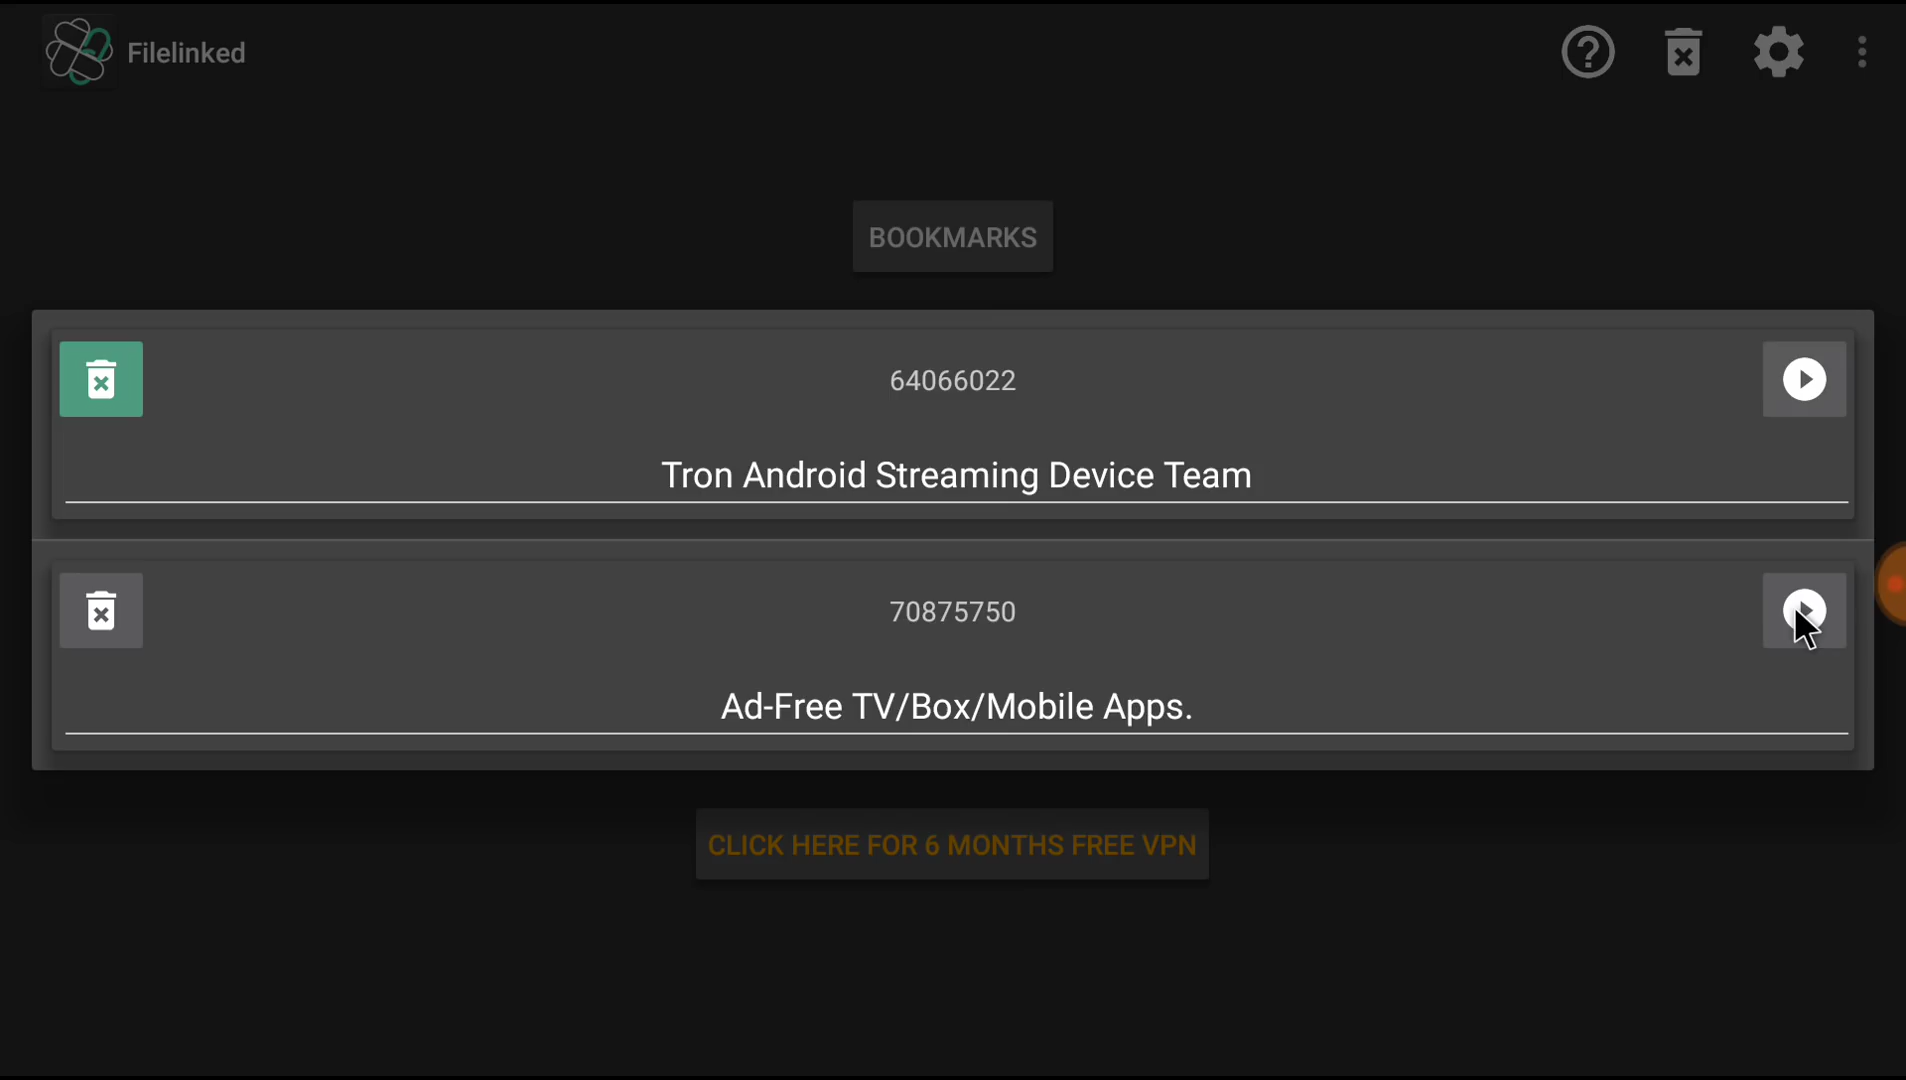 Filelinked
BOOKMARKS
64066022
Tron Android Streaming Device Team
70875750
Ad-Free TV/Box/Mobile Apps.
CLICK HERE FOR 6 MONTHS FREE VPN